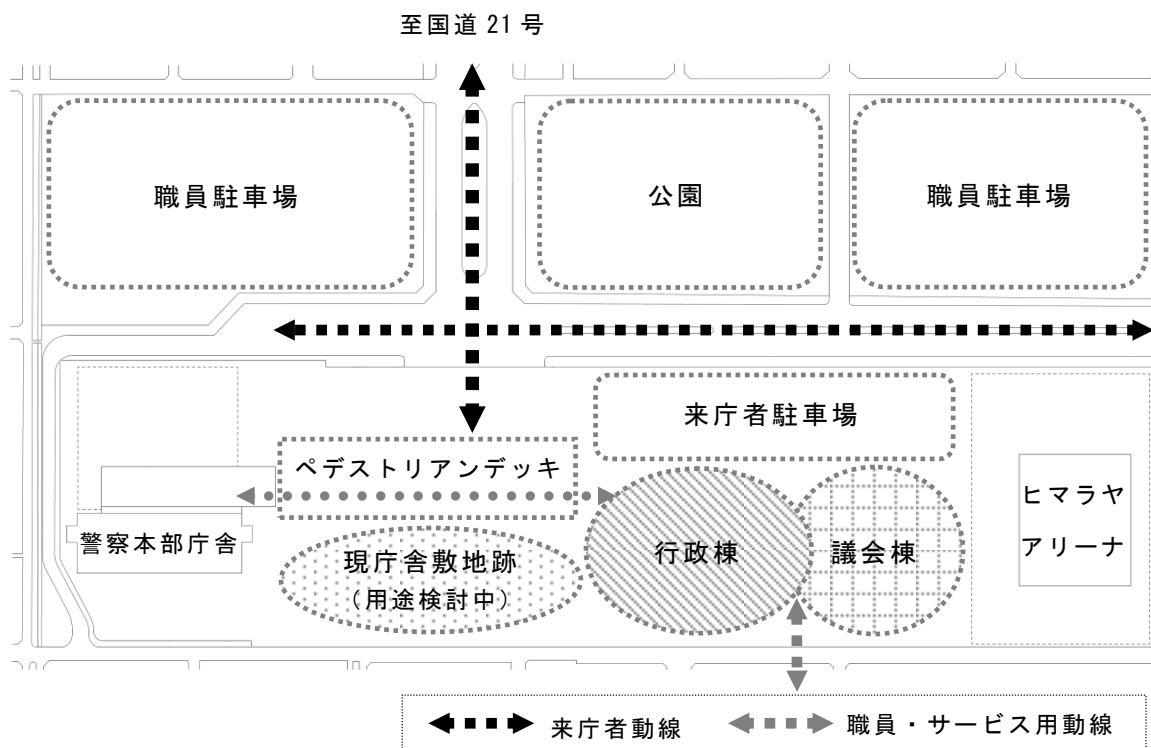 至国道21号
職員駐車場
公園
職員駐車場
来庁者駐車場
ペデストリアンデッキ
警察本部庁舎
現庁舎敷地跡
(用途検討中)
行政棟
議会棟
ヒマラヤ
アリーナ
来庁者動線
職員・サービス用動線